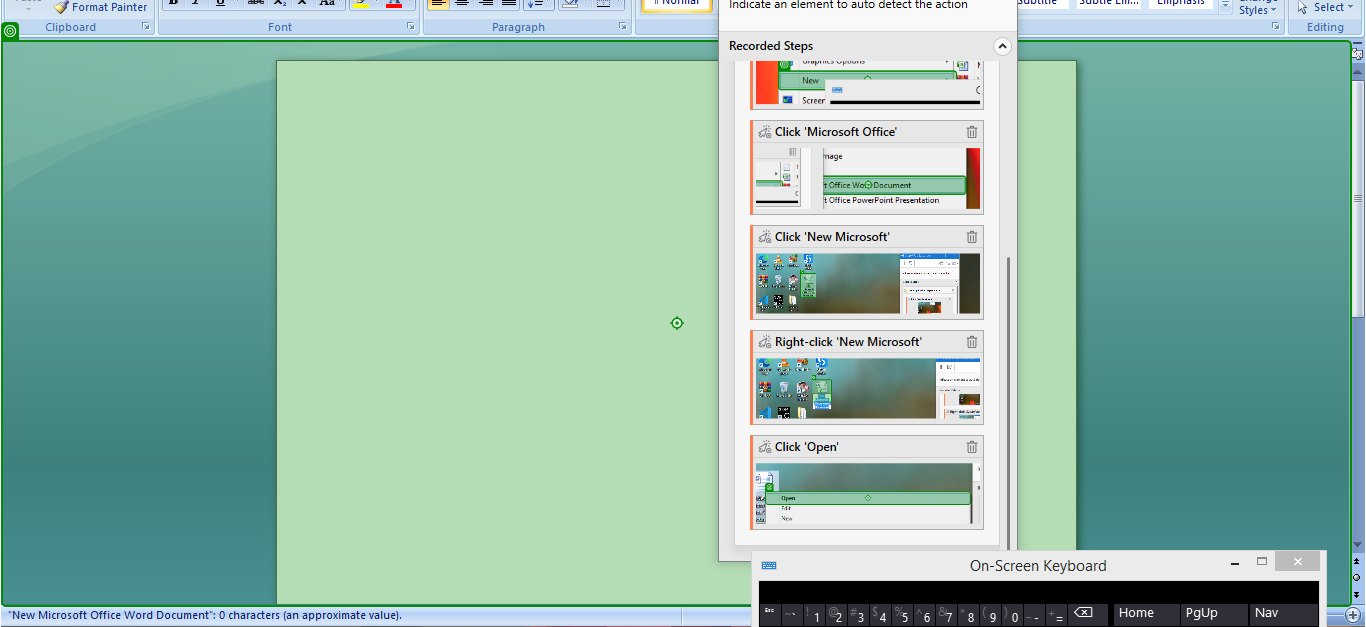 Format Painter
Clipboard
Font
Paragraph
Normal
Indicate an element to auto detect the action
Subtitle
Subtle Em...
Emphasis
Change
Styles
Select
Editing
Recorded Steps
Graphics Options
New
Screen
Click 'Microsoft Office'
t Office Word Document
t Office PowerPoint Presentation
Click 'New Microsoft'
Right-click 'New Microsoft'
Click 'Open'
Open
Edit
New
On-Screen Keyboard
Esc ~ ` ! 1 @ 2 # 3 $ 4 % 5 ^ 6 & 7 * 8 ( 9 ) 0 _ - + = Home PgUp Nav
"New Microsoft Office Word Document": 0 characters (an approximate value).